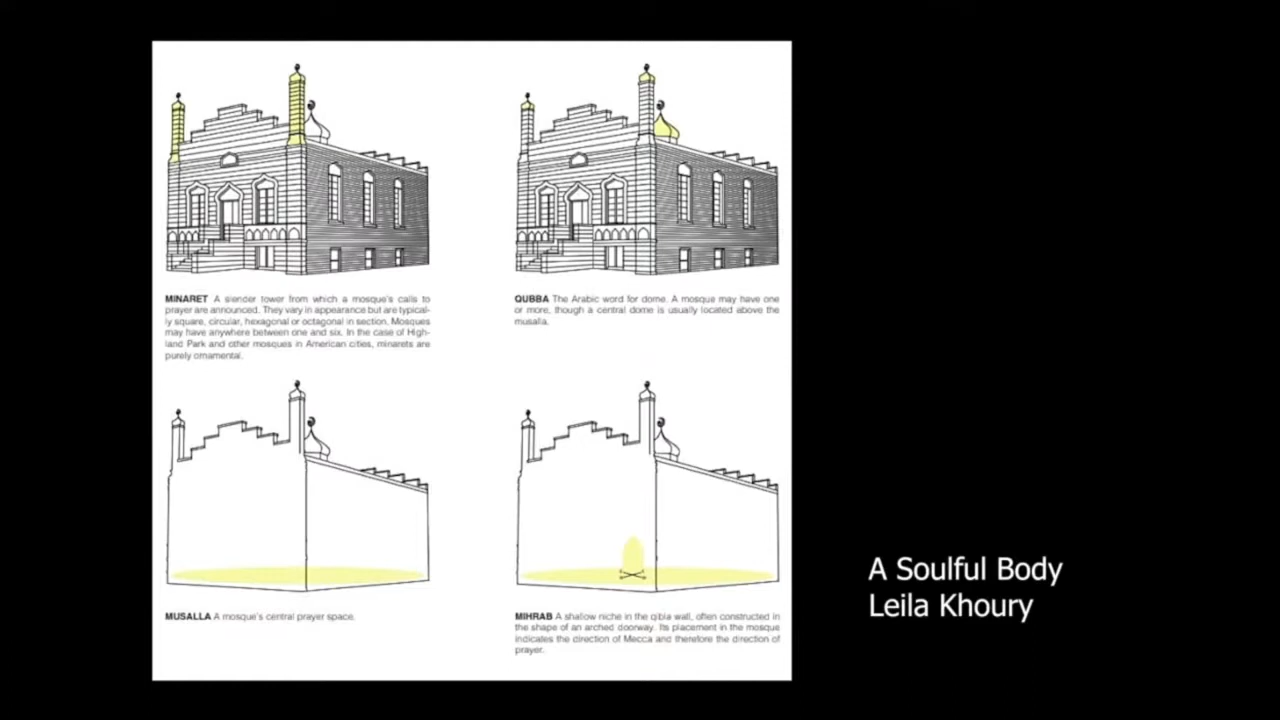 MINARET A slender tower from which a mosque's calls to
prayer are announced. They vary in appearance but are typical-
ly square, circular, hexagonal or octagonal in section. Mosques
may have anywhere between one and six. In the case of High-
land Park and other mosques in American cities, minarets are
purely ornamental.
QUBBA The Arabic word for dome. A mosque may have one
or more, though a central dome is usually located above the
musalla.
MUSALLA A mosque's central prayer space.
MIHRAB A shallow niche in the qibla wall, often constructed in
the shape of an arched doorway. Its placement in the mosque
indicates the direction of Mecca and therefore the direction of
prayer.
A Soulful Body
Leila Khoury